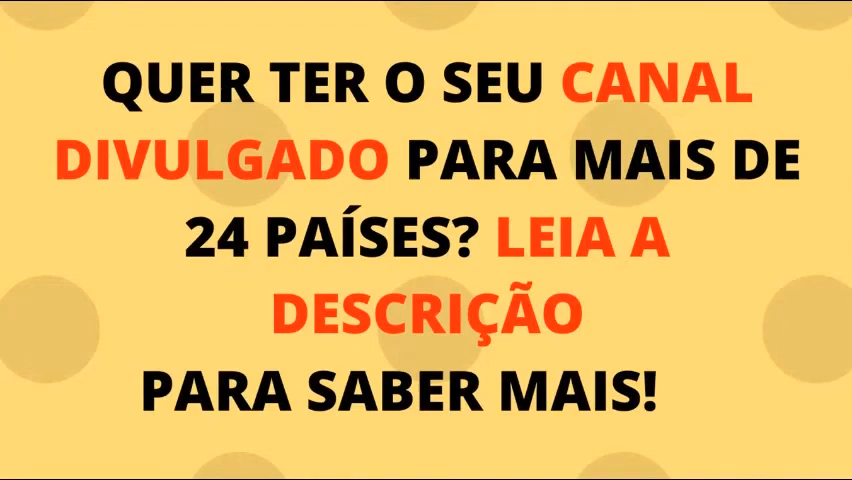 QUER TER O SEU CANAL
DIVULGADO PARA MAIS DE
24 PAÍSES? LEIA A
DESCRIÇÃO
PARA SABER MAIS!